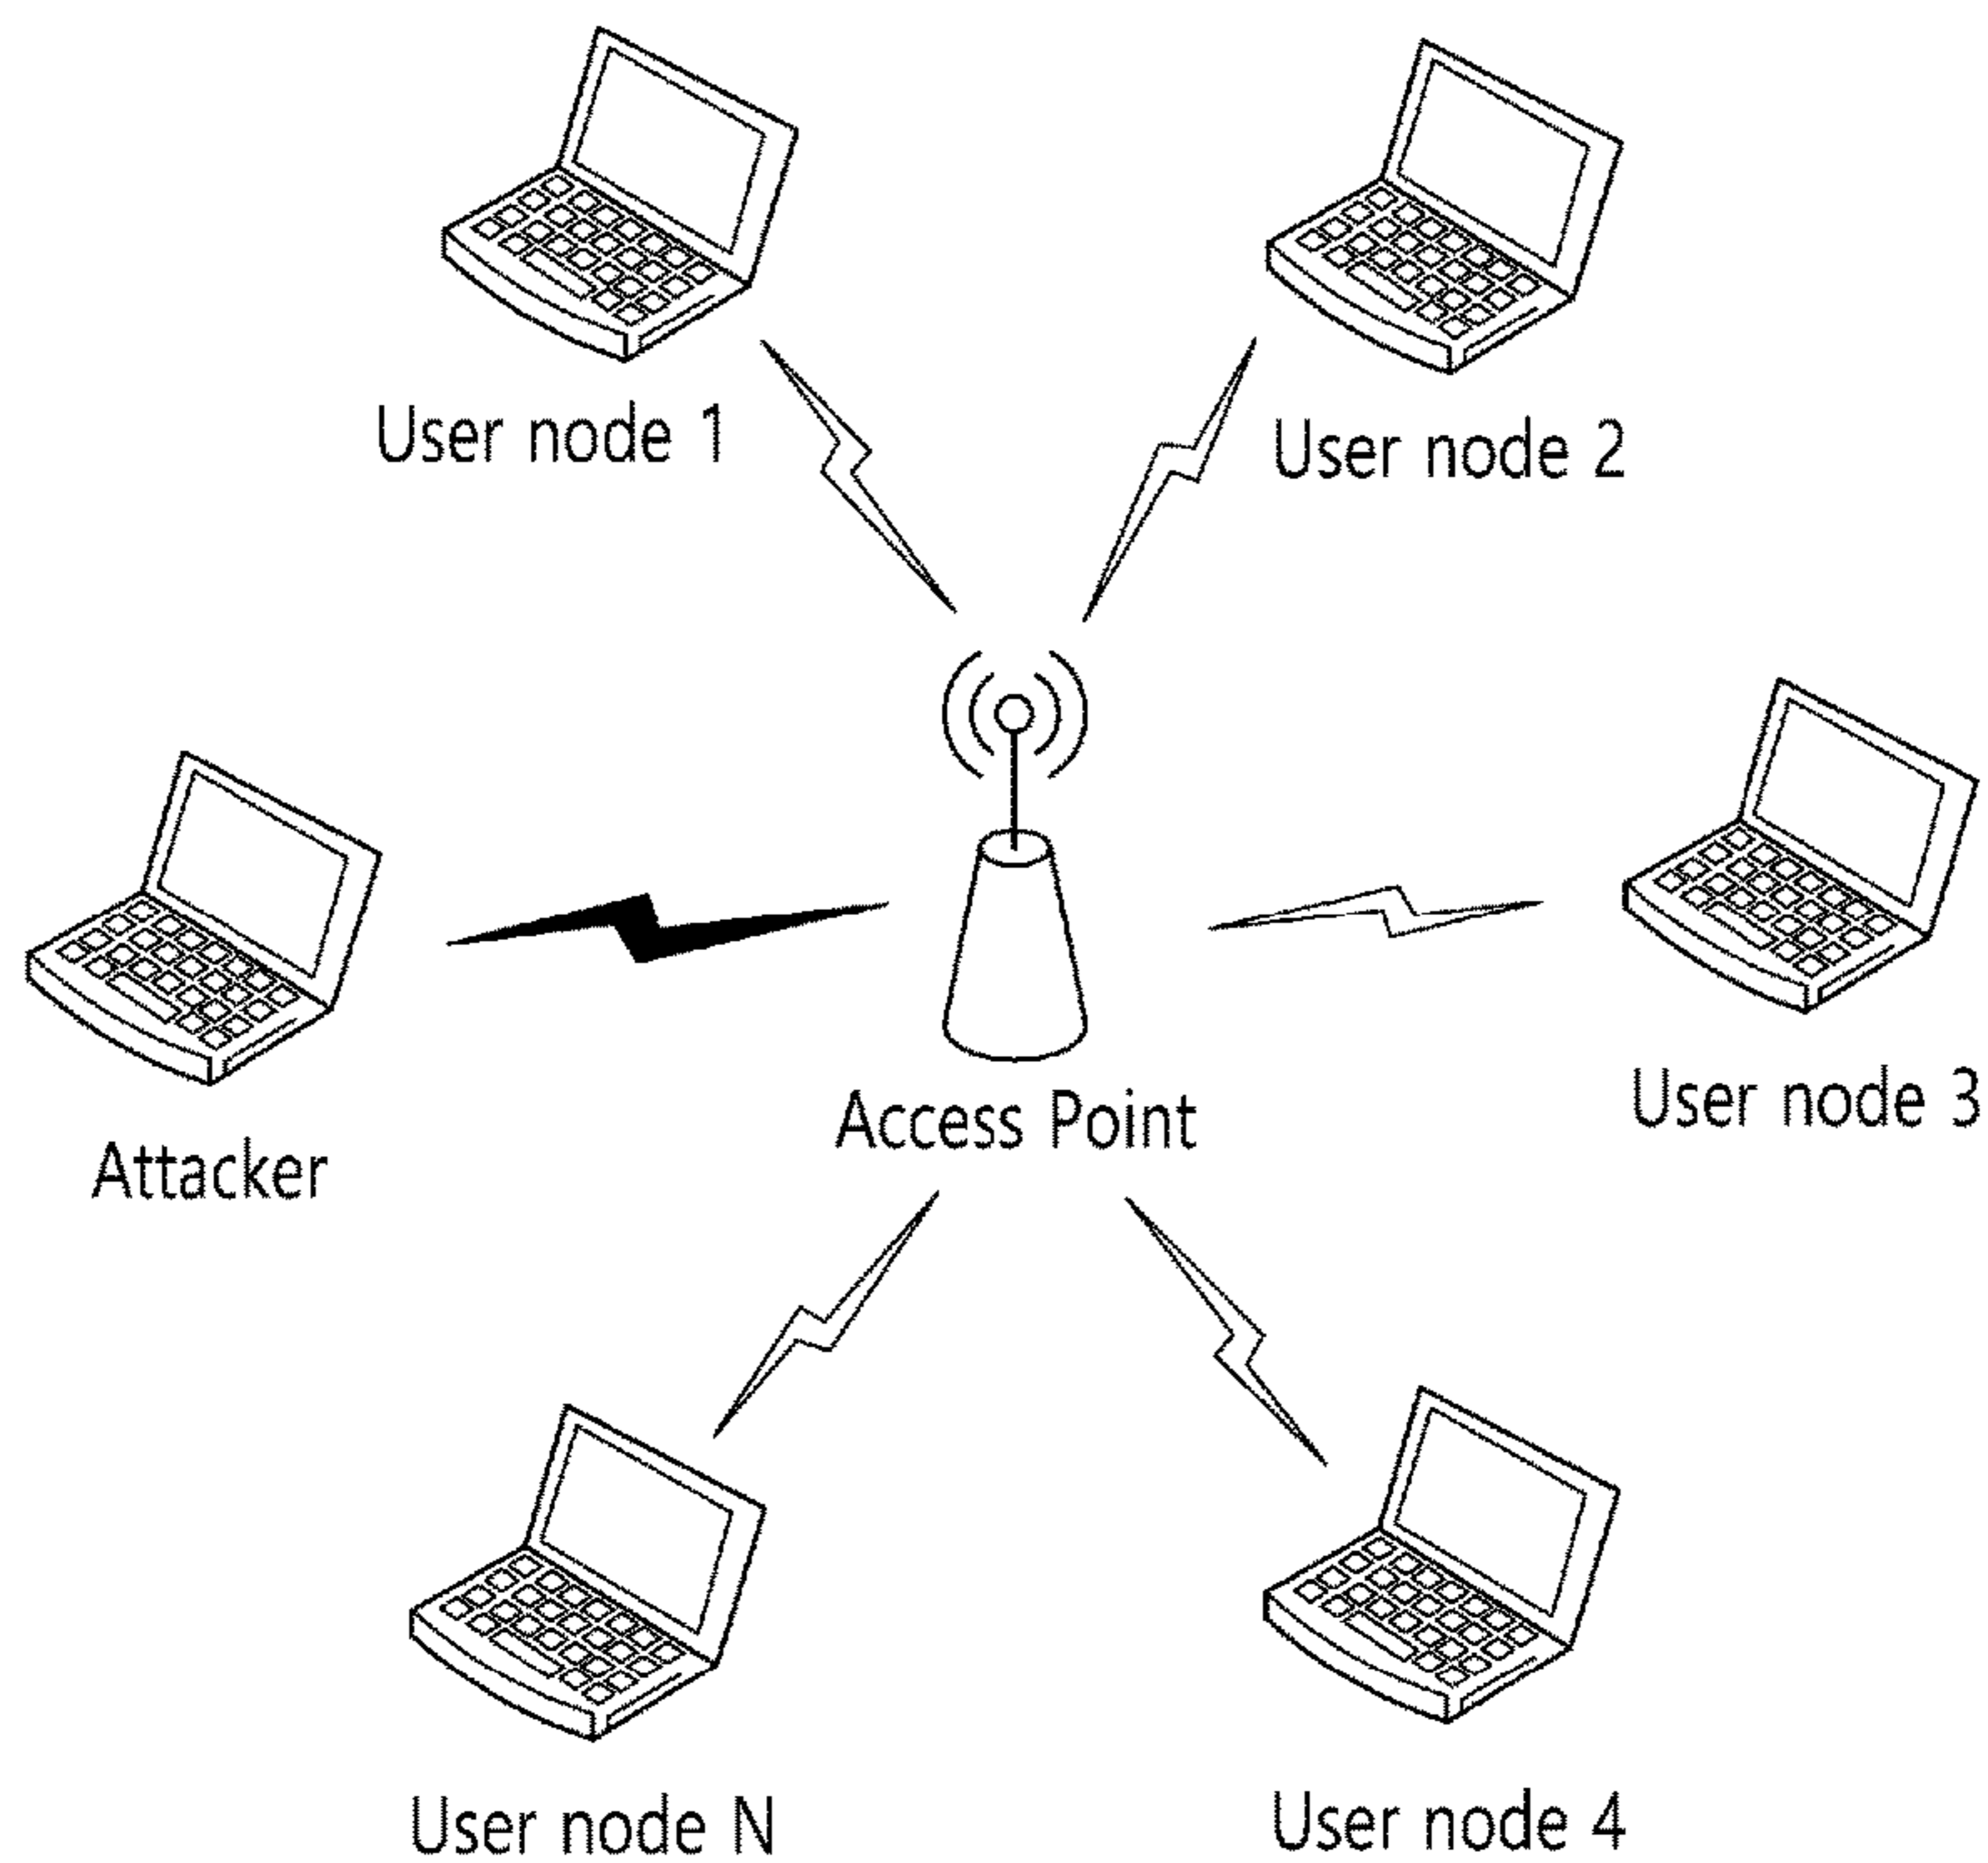 User node 1
User node 2
Access Point
User node 3
Attacker
User node N
User node 4